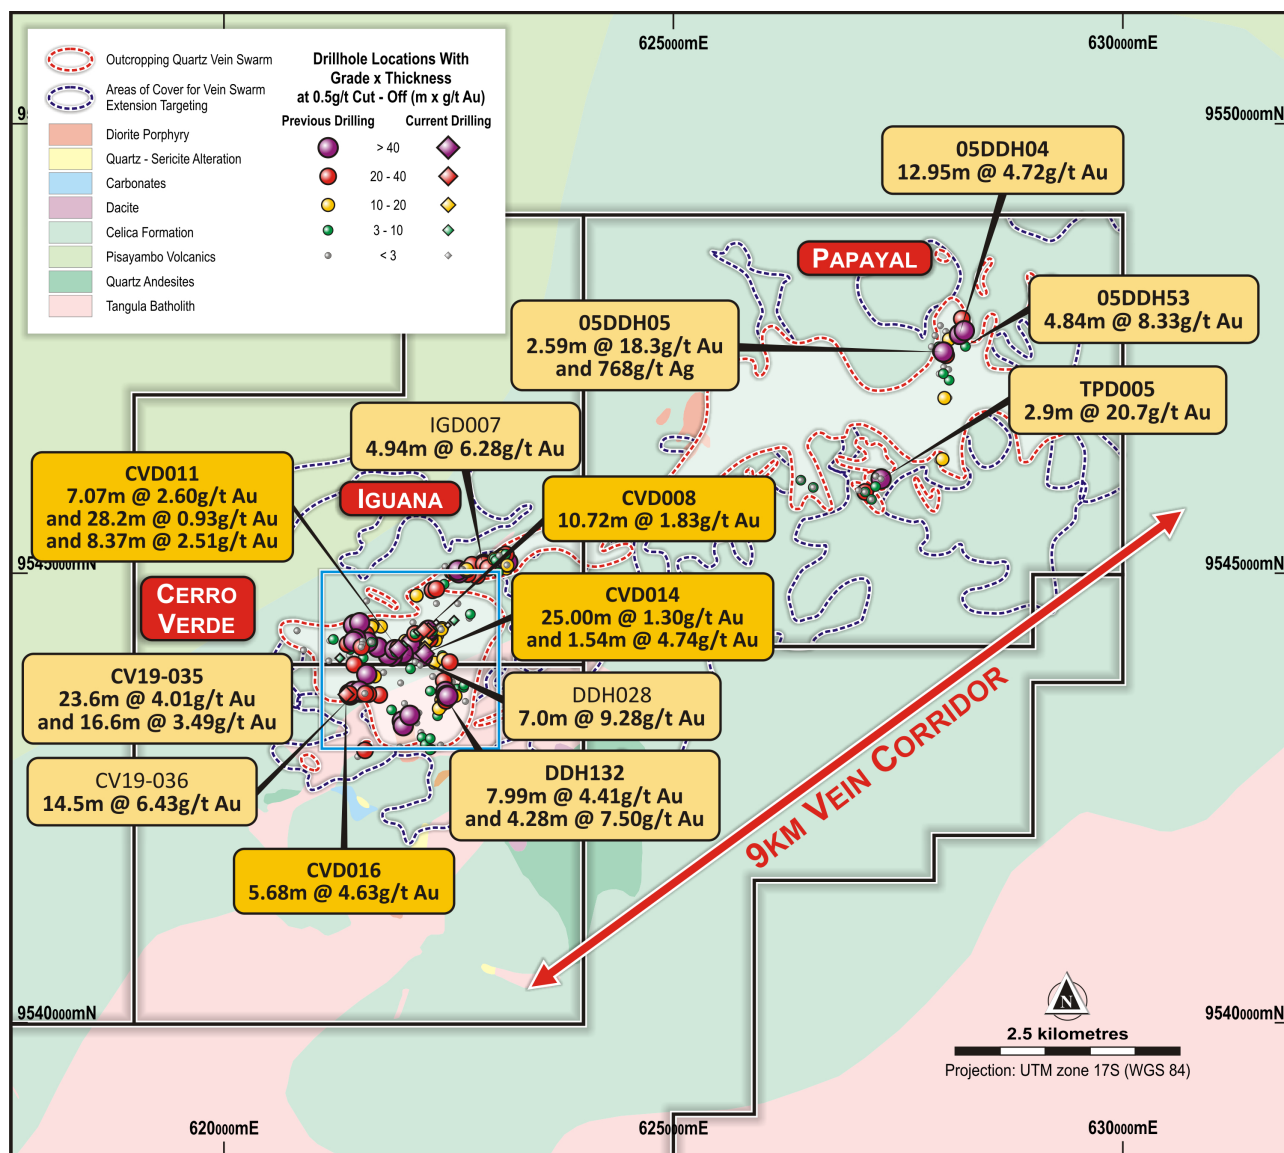 625000mE
630000mE
Outcropping Quartz Vein Swarm
Areas of Cover for Vein Swarm
Extension Targeting
Diorite Porphyry
Quartz - Sericite Alteration
Carbonates
Dacite
Celica Formation
Pisayambo Volcanics
Quartz Andesites
Tangula Batholith
Drillhole Locations With
Grade x Thickness
at 0.5g/t Cut - Off (m x g/t Au)
Previous Drilling
Current Drilling
> 40
20 - 40
10 - 20
3 - 10
< 3
9550000mN
05DDH04
12.95m @ 4.72g/t Au
PAPAYAL
05DDH53
4.84m @ 8.33g/t Au
05DDH05
2.59m @ 18.3g/t Au
and 768g/t Ag
TPD005
2.9m @ 20.7g/t Au
IGD007
4.94m @ 6.28g/t Au
CVD011
7.07m @ 2.60g/t Au
and 28.2m @ 0.93g/t Au
and 8.37m @ 2.51g/t Au
IGUANA
CVD008
10.72m @ 1.83g/t Au
9545000mN
9545000mN
CERRO
VERDE
CVD014
25.00m @ 1.30g/t Au
and 1.54m @ 4.74g/t Au
CV19-035
23.6m @ 4.01g/t Au
and 16.6m @ 3.49g/t Au
DDH028
7.0m @ 9.28g/t Au
CV19-036
14.5m @ 6.43g/t Au
DDH132
7.99m @ 4.41g/t Au
and 4.28m @ 7.50g/t Au
9KM VEIN CORRIDOR
CVD016
5.68m @ 4.63g/t Au
9540000mN
9540000mN
N
2.5 kilometres
Projection: UTM zone 17S (WGS 84)
620000mE
625000mE
630000mE